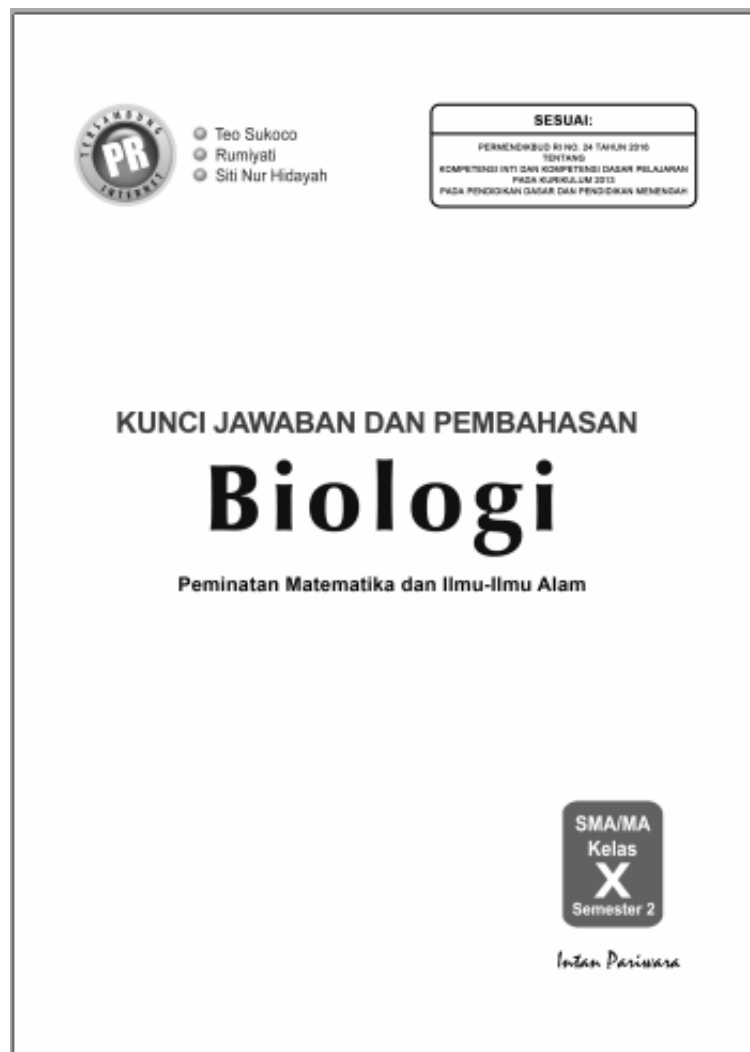 TERSAMBUNG
PR
INTERNET
Teo Sukoco
Rumiyati
Siti Nur Hidayah
SESUAI:
PERMENDIKBUD RI NO. 24 TAHUN 2016
TENTANG
KOMPETENSI INTI DAN KOMPETENSI DASAR PELAJARAN
PADA KURIKULUM 2013
PADA PENDIDIKAN DASAR DAN PENDIDIKAN MENENGAH
KUNCI JAWABAN DAN PEMBAHASAN
Biologi
Peminatan Matematika dan Ilmu-Ilmu Alam
SMA/MA
Kelas
X
Semester 2
Intan Pariwara